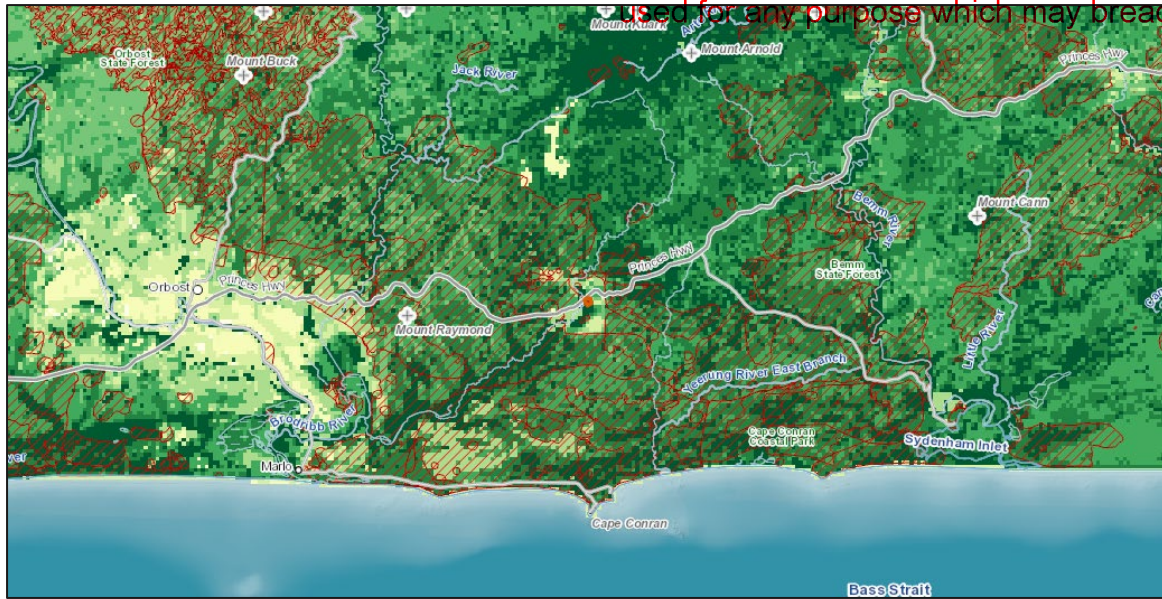 used for any purpose which may breach
Mount Kuark
Orbost
State Forest
Mount Buck
Mount Arnold
Princes Hwy
Jack River
Mount Cann
Bemm River
Bemm
State Forest
Princes Hwy
Orbost
Princes Hwy
Mount Raymond
Little River
Yeerung River East Branch
Brodribb River
Cape Conran
Coastal Park
Sydenham Inlet
Marlo
Cape Conran
Bass Strait